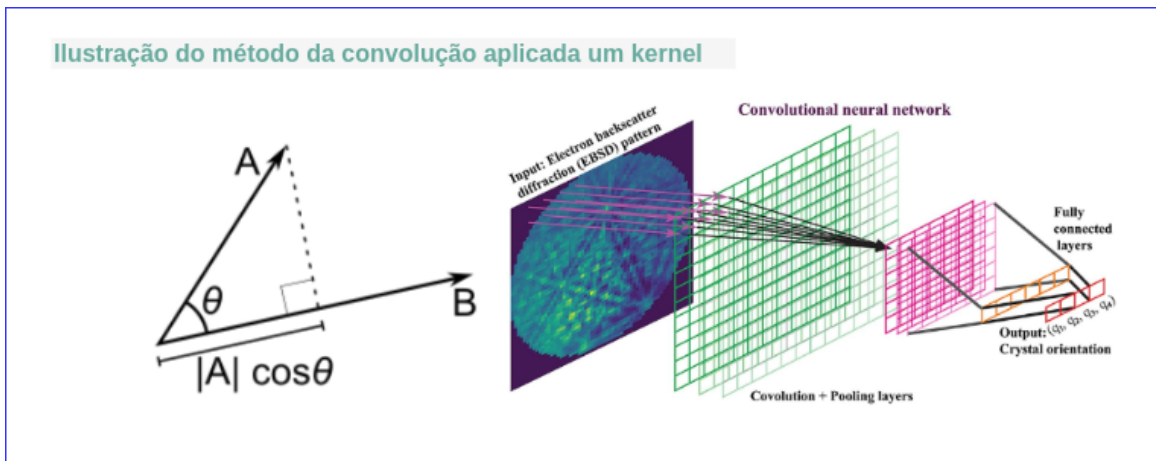 Ilustração do método da convolução aplicada um kernel
A
θ
B
|A| cosθ
Convolutional neural network
Input: Electron backscatter
diffraction (EBSD) pattern
Fully
connected
layers
Output: (q1, q2, q3, q4)
Crystal orientation
Covolution + Pooling layers